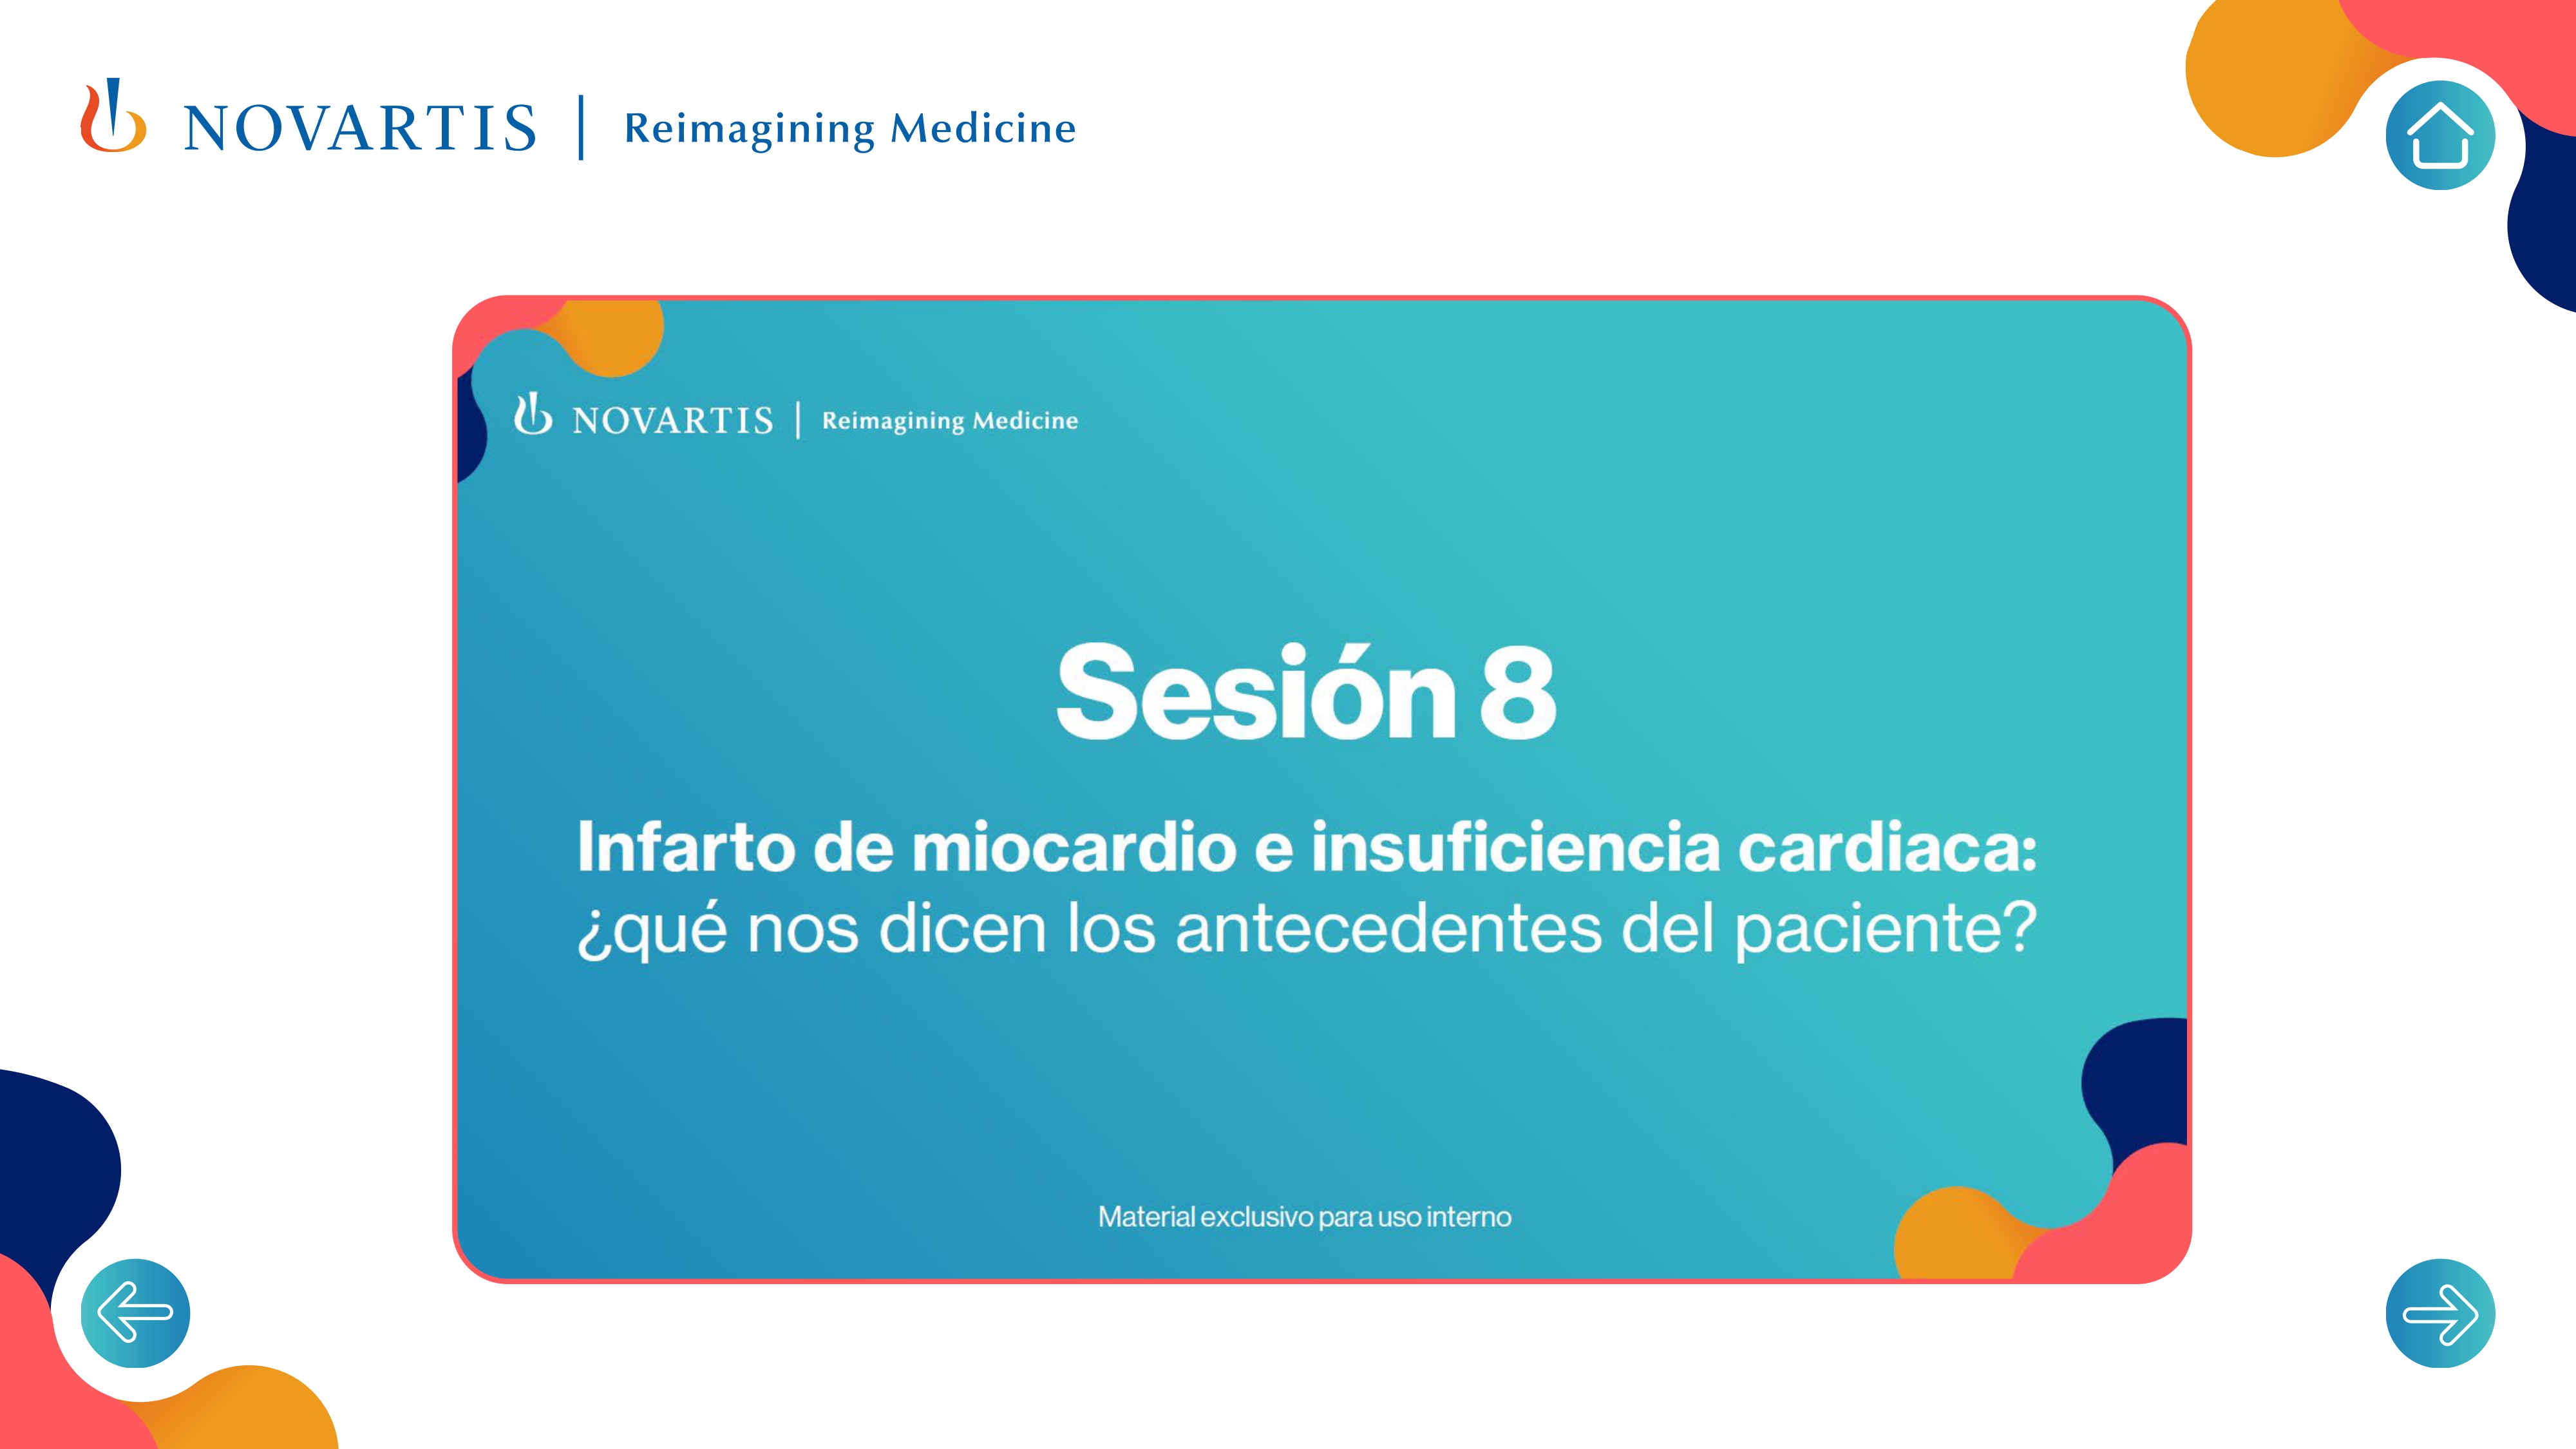 NOVARTIS | Reimagining Medicine
NOVARTIS | Reimagining Medicine
Sesión 8
Infarto de miocardio e insuficiencia cardiaca:
¿qué nos dicen los antecedentes del paciente?
Material exclusivo para uso interno